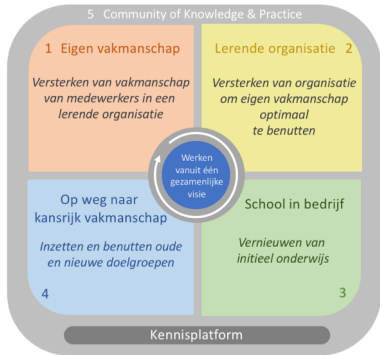 5 Community of Knowledge & Practice
1 Eigen vakmanschap
Versterken van vakmanschap
van medewerkers in een
lerende organisatie
Lerende organisatie 2
Versterken van organisatie
om eigen vakmanschap
optimaal
te benutten
Werken
vanuit één
gezamenlijke
visie
Op weg naar
kansrijk vakmanschap
Inzetten en benutten oude
en nieuwe doelgroepen
4
School in bedrijf
Vernieuwen van
initieel onderwijs
3
Kennisplatform